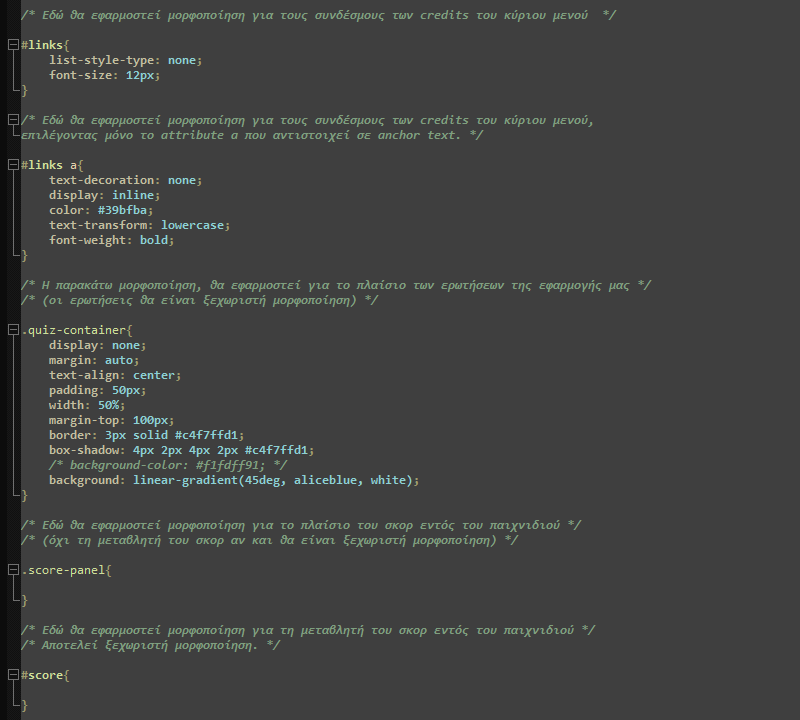 /* Εδώ θα εφαρμοστεί μορφοποίηση για τους συνδέσμους των credits του κύριου μενού  */
#links{
list-style-type: none;
font-size: 12px;
}
/* Εδώ θα εφαρμοστεί μορφοποίηση για τους συνδέσμους των credits του κύριου μενού,
επιλέγοντας μόνο το attribute a που αντιστοιχεί σε anchor text. */
#links a{
text-decoration: none;
display: inline;
color: #39bfba;
text-transform: lowercase;
font-weight: bold;
}
/* Η παρακάτω μορφοποίηση, θα εφαρμοστεί για το πλαίσιο των ερωτήσεων της εφαρμογής μας */
/* (οι ερωτήσεις θα είναι ξεχωριστή μορφοποίηση) */
.quiz-container{
display: none;
margin: auto;
text-align: center;
padding: 50px;
width: 50%;
margin-top: 100px;
border: 3px solid #c4f7ffd1;
box-shadow: 4px 2px 4px 2px #c4f7ffd1;
/* background-color: #f1fdff91; */
background: linear-gradient(45deg, aliceblue, white);
}
/* Εδώ θα εφαρμοστεί μορφοποίηση για το πλαίσιο του σκορ εντός του παιχνιδιού */
/* (όχι τη μεταβλητή του σκορ αν και θα είναι ξεχωριστή μορφοποίηση) */
.score-panel{
}
/* Εδώ θα εφαρμοστεί μορφοποίηση για τη μεταβλητή του σκορ εντός του παιχνιδιού */
/* Αποτελεί ξεχωριστή μορφοποίηση. */
#score{
}